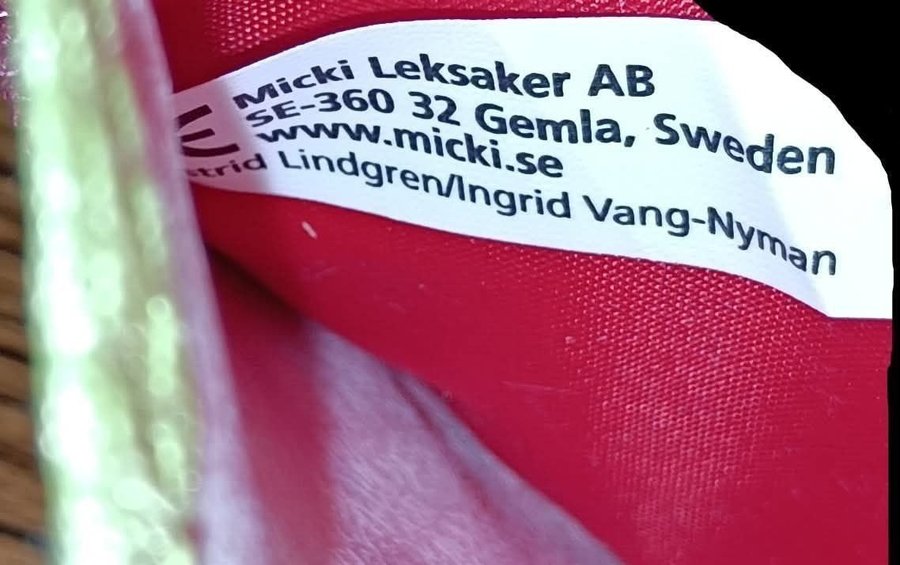 Micki Leksaker AB
SE-360 32 Gemla, Sweden
www.micki.se
Lindgren/Ingrid Vang-Nyman